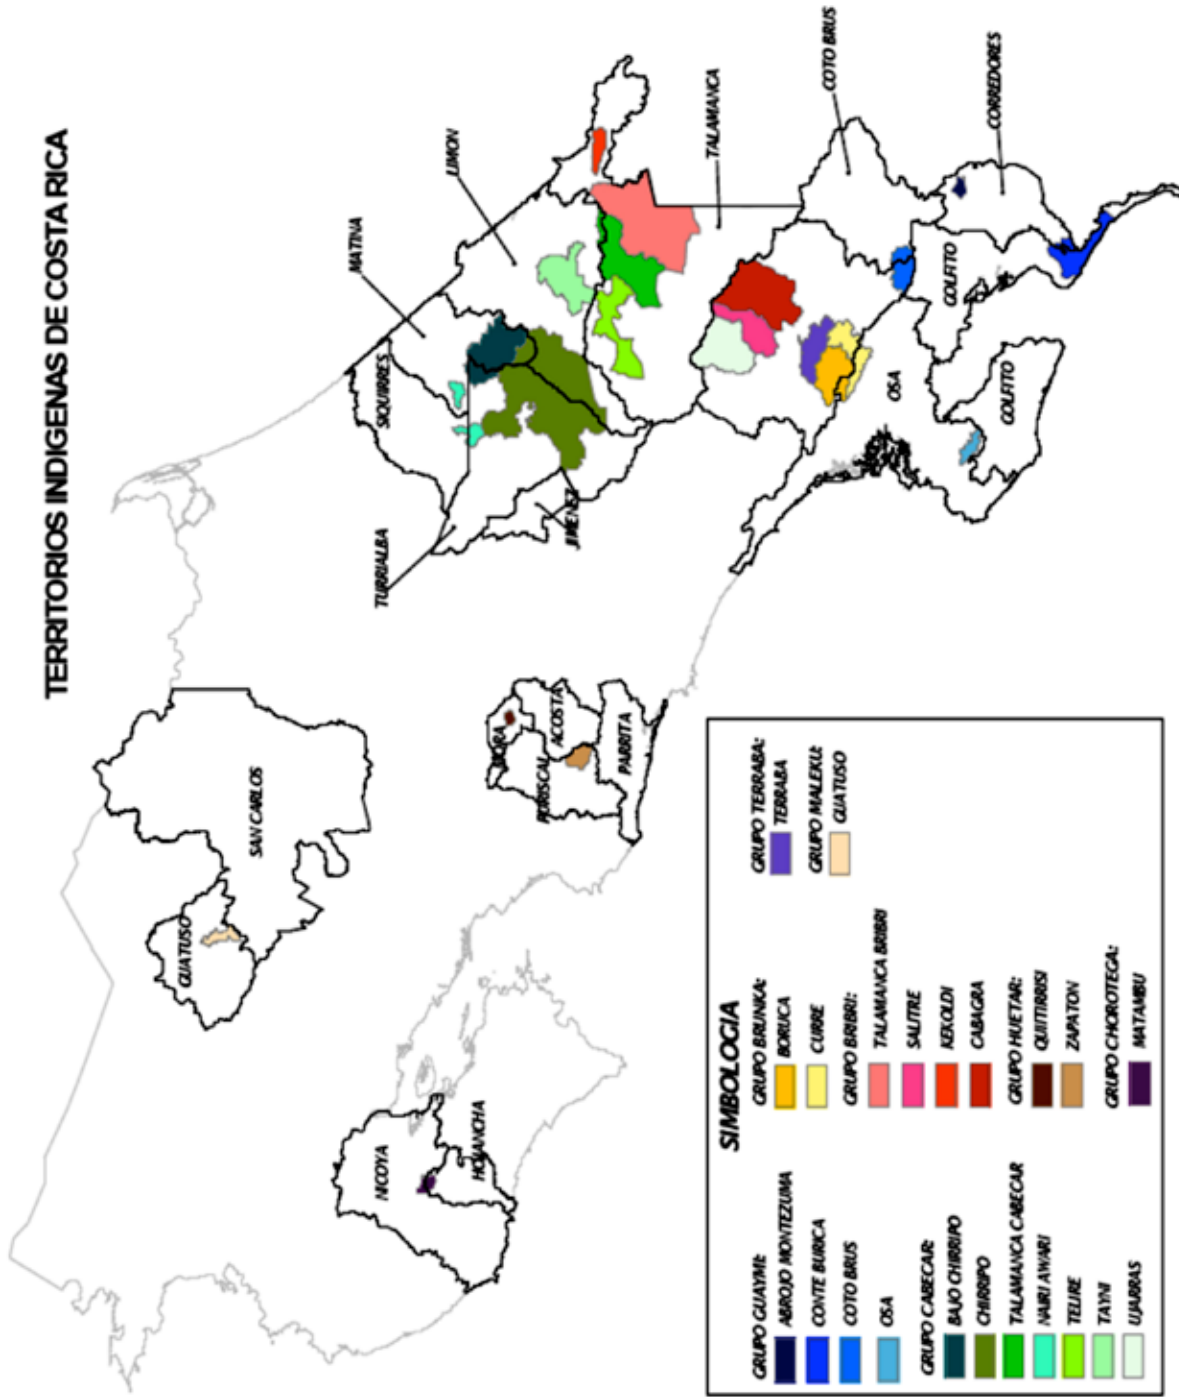 TERRITORIOS INDIGENAS DE COSTA RICA
GUATUSO
SAN CARLOS
NICOYA
HOJANCHA
MORA
PURISCAL
ACOSTA
PARRITA
TURRIALBA
JIMENEZ
SIQUIRRES
MATINA
LIMON
TALAMANCA
COTO BRUS
CORREDORES
OSA
GOLFITO
GOLFITO
SIMBOLOGIA
GRUPO GUAYMI:
ABROJO MONTEZUMA
CONTE BURICA
COTO BRUS
OSA
GRUPO CABECAR:
BAJO CHIRRIPO
CHIRRIPO
TALAMANCA CABECAR
NAIRI AWARI
TELIRE
TAYNI
UJARRAS
GRUPO BRUNKA:
BORUCA
CURRE
GRUPO BRIBRI:
TALAMANCA BRIBRI
SALITRE
KEKOLDI
CABAGRA
GRUPO HUETAR:
QUITIRRISI
ZAPATON
GRUPO CHOROTEGA:
MATAMBU
GRUPO TERRABA:
TERRABA
GRUPO MALEKU:
GUATUSO